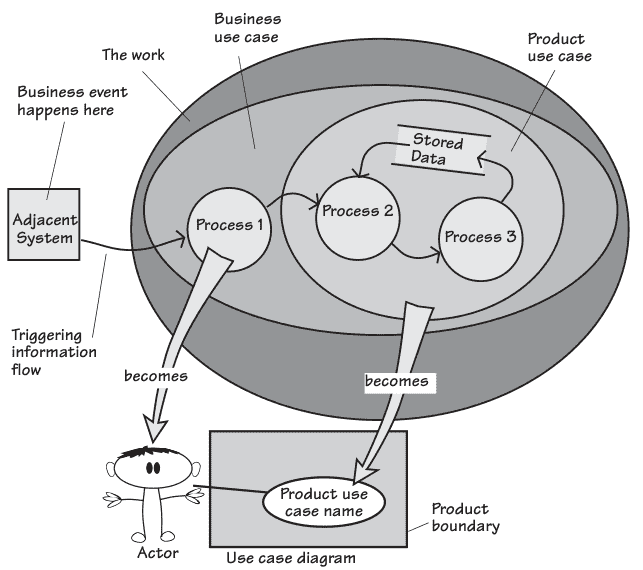 Business
use case
Product
use case
The work
Business event
happens here
Stored
Data
Adjacent
System
Process 1
Process 2
Process 3
Triggering
information
flow
becomes
becomes
Product use
case name
Product
boundary
Actor
Use case diagram